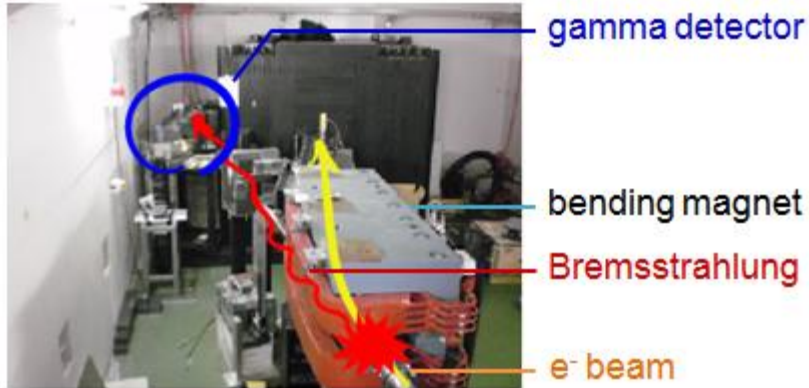 gamma detector
bending magnet
Bremsstrahlung
e⁻ beam